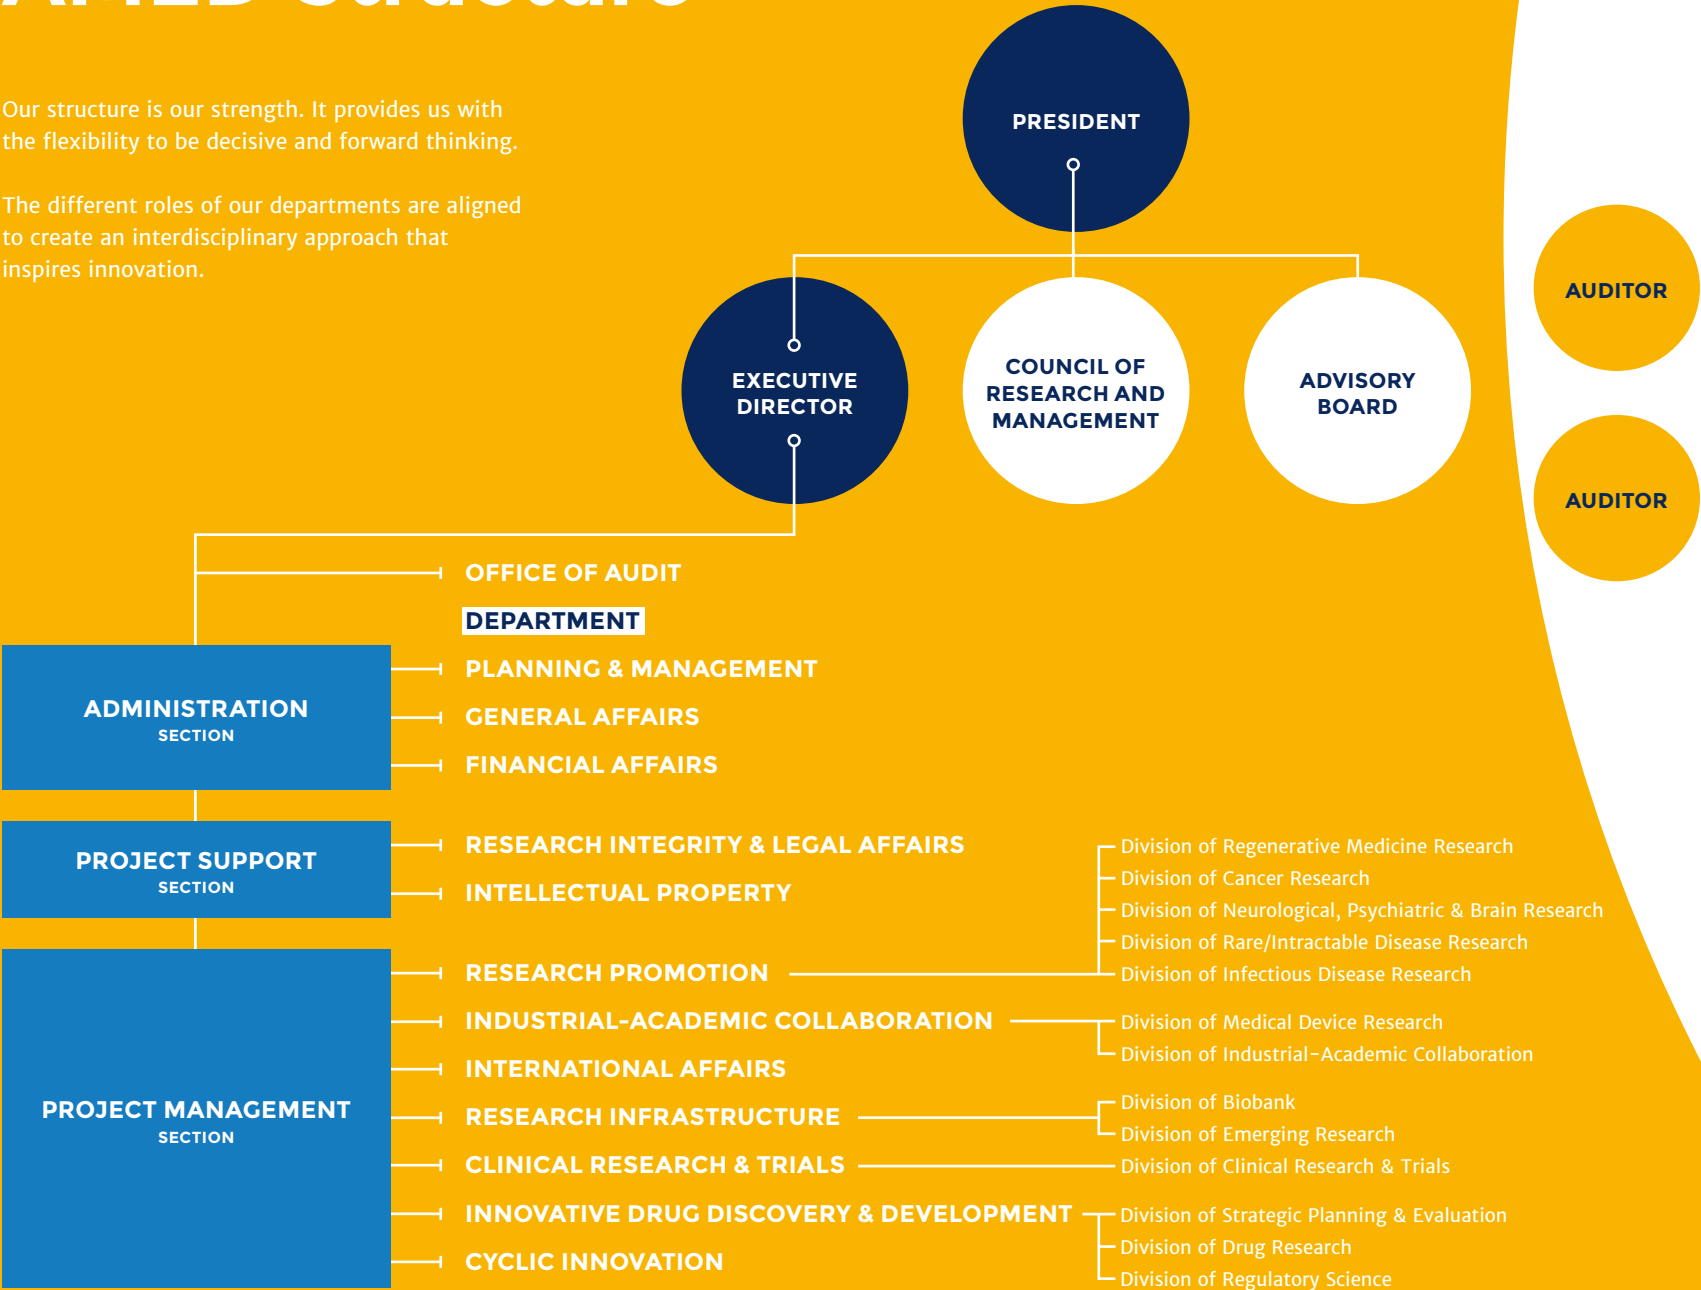 AMED Structure
Our structure is our strength. It provides us with
the flexibility to be decisive and forward thinking.
The different roles of our departments are aligned
to create an interdisciplinary approach that
inspires innovation.
PRESIDENT
EXECUTIVE
DIRECTOR
COUNCIL OF
RESEARCH AND
MANAGEMENT
ADVISORY
BOARD
AUDITOR
AUDITOR
OFFICE OF AUDIT
DEPARTMENT
ADMINISTRATION
SECTION
PLANNING & MANAGEMENT
GENERAL AFFAIRS
FINANCIAL AFFAIRS
PROJECT SUPPORT
SECTION
RESEARCH INTEGRITY & LEGAL AFFAIRS
INTELLECTUAL PROPERTY
PROJECT MANAGEMENT
SECTION
RESEARCH PROMOTION
Division of Regenerative Medicine Research
Division of Cancer Research
Division of Neurological, Psychiatric & Brain Research
Division of Rare/Intractable Disease Research
Division of Infectious Disease Research
INDUSTRIAL-ACADEMIC COLLABORATION
Division of Medical Device Research
Division of Industrial-Academic Collaboration
INTERNATIONAL AFFAIRS
RESEARCH INFRASTRUCTURE
Division of Biobank
Division of Emerging Research
CLINICAL RESEARCH & TRIALS
Division of Clinical Research & Trials
INNOVATIVE DRUG DISCOVERY & DEVELOPMENT
Division of Strategic Planning & Evaluation
Division of Drug Research
Division of Regulatory Science
CYCLIC INNOVATION